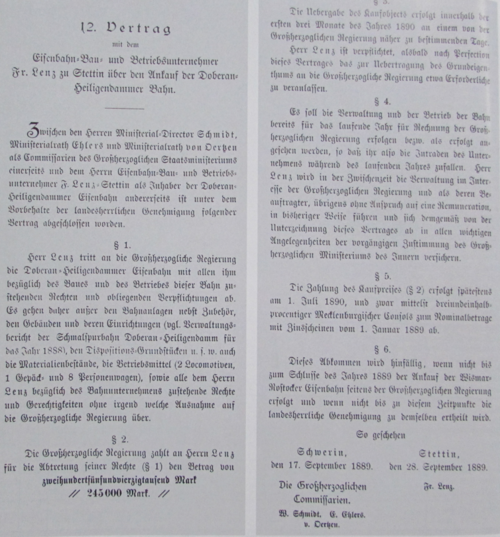 12. Vertrag
mit dem
Eisenbahn-Bau- und Betriebsunternehmer
Fr. Lenz zu Stettin über den Ankauf der Doberan-
Heiligendammer Bahn.
Zwischen den Herren Ministerial-Director Schmidt,
Ministerialrath Ehlers und Ministerialrath von Oertzen
als Commissarien des Großherzoglichen Staatsministeriums
einerseits und dem Herrn Eisenbahn-Bau- und Betriebs-
unternehmer F. Lenz-Stettin als Inhaber der Doberan-
Heiligendammer Eisenbahn andererseits ist unter dem
Vorbehalte der landesherrlichen Genehmigung folgender
Vertrag abgeschlossen worden.
§ 1.
Herr Lenz tritt an die Großherzogliche Regierung
die Doberan-Heiligendammer Eisenbahn mit allen ihm
bezüglich des Baues und des Betriebes dieser Bahn zu-
stehenden Rechten und obliegenden Verpflichtungen ab.
Es gehen daher außer den Bahnanlagen nebst Zubehör,
den Gebäuden und deren Einrichtungen (vgl. Verwaltungs-
bericht der Schmalspurbahn Doberan-Heiligendamm für
das Jahr 1888), den Dispositions-Grundstücken u. s. w. auch
die Materialienbestände, die Betriebsmittel (2 Locomotiven,
1 Gepäck- und 8 Personenwagen), sowie alle dem Herrn
Lenz bezüglich des Bahnunternehmens zustehende Rechte
und Gerechtigkeiten ohne irgend welche Ausnahme auf
die Großherzogliche Regierung über.
§ 2.
Die Großherzogliche Regierung zahlt an Herrn Lenz
für die Abtretung seiner Rechte (§ 1) den Betrag von
zweihundertfünfundvierzigtausend Mark
// 245000 Mark. //
§ 3.
Die Uebergabe des Kaufobjects erfolgt innerhalb der
ersten drei Monate des Jahres 1890 an einem von der
Großherzoglichen Regierung näher zu bestimmenden Tage.
Herr Lenz ist verpflichtet, alsbald nach Perfection
dieses Vertrages das zur Uebertragung des Grundeigen-
thums an die Großherzogliche Regierung etwa Erforderliche
zu veranlassen.
§ 4.
Es soll die Verwaltung und der Betrieb der Bahn
bereits für das laufende Jahr für Rechnung der Groß-
herzoglichen Regierung erfolgen bezw. als erfolgt an-
gesehen werden, so daß ihr also die Intraden des Unter-
nehmens während des laufenden Jahres zufallen. Herr
Lenz wird in der Zwischenzeit die Verwaltung im Inter-
esse der Großherzoglichen Regierung und als deren Be-
auftragter, übrigens ohne Anspruch auf eine Remuneration,
in bisheriger Weise führen und sich demgemäß von der
Unterzeichnung dieses Vertrages ab in allen wichtigen
Angelegenheiten der vorgängigen Zustimmung des Groß-
herzoglichen Ministeriums des Innern versichern.
§ 5.
Die Zahlung des Kaufpreises (§ 2) erfolgt spätestens
am 1. Juli 1890, und zwar mittelst dreiundeinhalb-
procentiger Mecklenburgischer Consols zum Nominalbetrage
mit Zinsscheinen vom 1. Januar 1889 ab.
§ 6.
Dieses Abkommen wird hinfällig, wenn nicht bis
zum Schlusse des Jahres 1889 der Ankauf der Wismar-
Rostocker Eisenbahn seitens der Großherzoglichen Regierung
erfolgt und wenn nicht bis zu diesem Zeitpunkte die
landesherrliche Genehmigung zu demselben ertheilt wird.
So geschehen
Schwerin, Stettin,
den 17. September 1889. den 28. September 1889.
Die Großherzoglichen Fr. Lenz.
Commissarien.
W. Schmidt. E. Ehlers.
v. Oertzen.